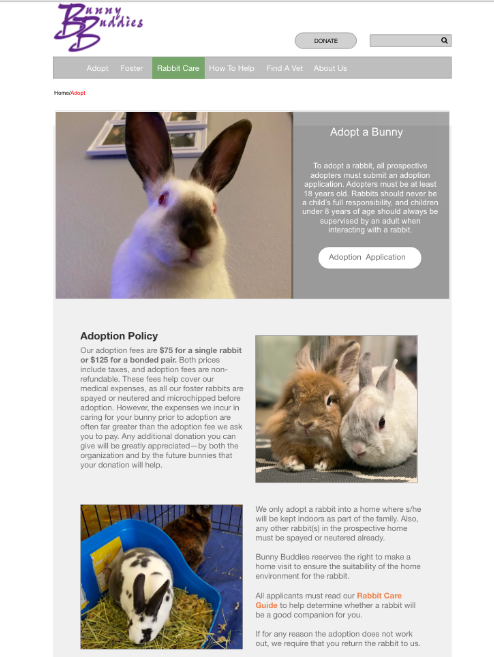 Bunny
Buddies
DONATE
Adopt Foster Rabbit Care How To Help Find A Vet About Us
Home/Adopt
Adopt a Bunny
To adopt a rabbit, all prospective
adopters must submit an adoption
application. Adopters must be at least
18 years old. Rabbits should never be
a child's full responsibility, and children
under 8 years of age should always be
supervised by an adult when
interacting with a rabbit.
Adoption Application
Adoption Policy
Our adoption fees are $75 for a single rabbit
or $125 for a bonded pair. Both prices
include taxes, and adoption fees are non-
refundable. These fees help cover our
medical expenses, as all our foster rabbits are
spayed or neutered and microchipped before
adoption. However, the expenses we incur in
caring for your bunny prior to adoption are
often far greater than the adoption fee we ask
you to pay. Any additional donation you can
give will be greatly appreciated—by both the
organization and by the future bunnies that
your donation will help.
We only adopt a rabbit into a home where s/he
will be kept indoors as part of the family. Also,
any other rabbit(s) in the prospective home
must be spayed or neutered already.
Bunny Buddies reserves the right to make a
home visit to ensure the suitability of the home
environment for the rabbit.
All applicants must read our Rabbit Care
Guide to help determine whether a rabbit will
be a good companion for you.
If for any reason the adoption does not work
out, we require that you return the rabbit to us.